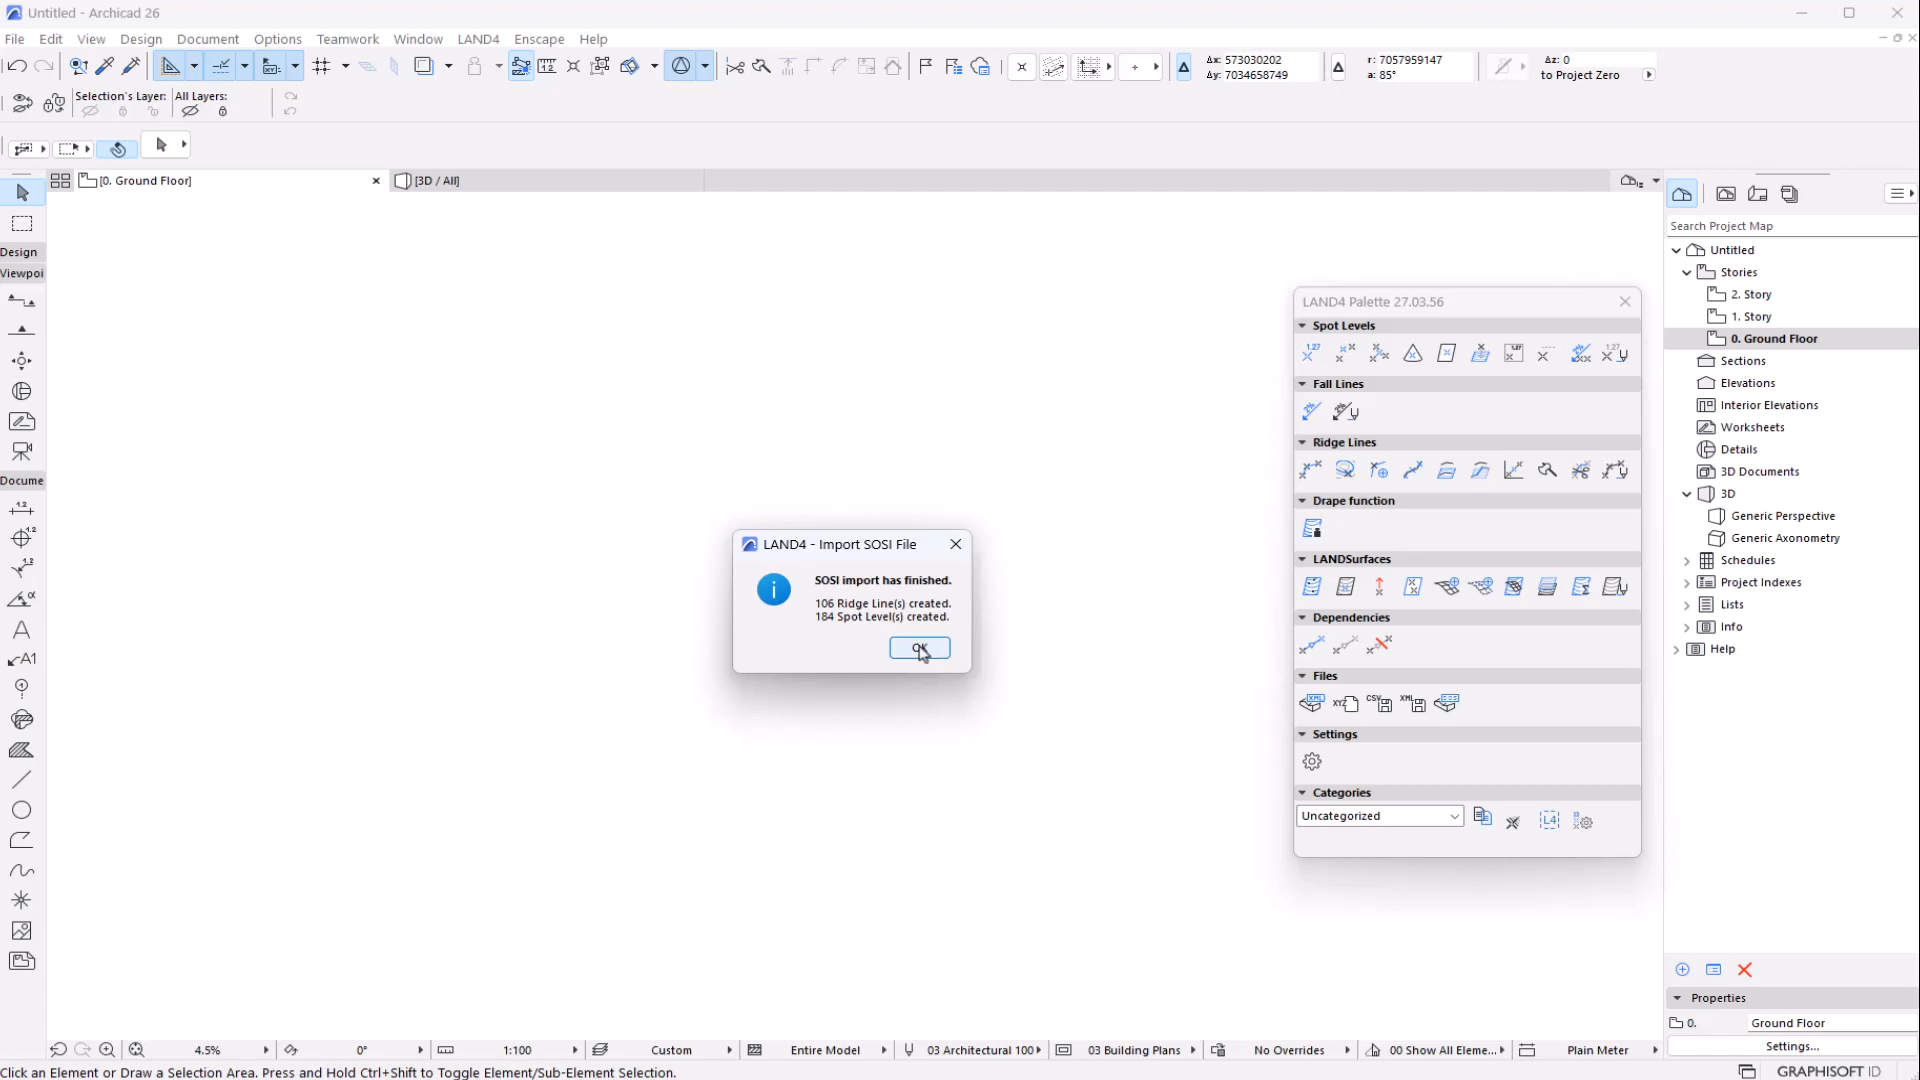 Untitled - Archicad 26
File Edit View Design Document Options Teamwork Window LAND4 Enscape Help
Δx: 573030202
Δy: 7034658749
r: 7057959147
a: 85°
Δz: 0
to Project Zero
Selection's Layer:
All Layers:
[0. Ground Floor]
[3D / All]
Design
Viewpoi
Docume
Search Project Map
Untitled
Stories
2. Story
1. Story
0. Ground Floor
Sections
Elevations
Interior Elevations
Worksheets
Details
3D Documents
3D
Generic Perspective
Generic Axonometry
Schedules
Project Indexes
Lists
Info
Help
LAND4 Palette 27.03.56
Spot Levels
Fall Lines
Ridge Lines
Drape function
LANDSurfaces
Dependencies
Files
Settings
Categories
Uncategorized
LAND4 - Import SOSI File
SOSI import has finished.
106 Ridge Line(s) created.
184 Spot Level(s) created.
OK
Properties
0.
Ground Floor
Settings...
4.5%
0°
1:100
Custom
Entire Model
03 Architectural 100
03 Building Plans
No Overrides
00 Show All Eleme...
Plain Meter
Click an Element or Draw a Selection Area. Press and Hold Ctrl+Shift to Toggle Element/Sub-Element Selection.
GRAPHISOFT ID